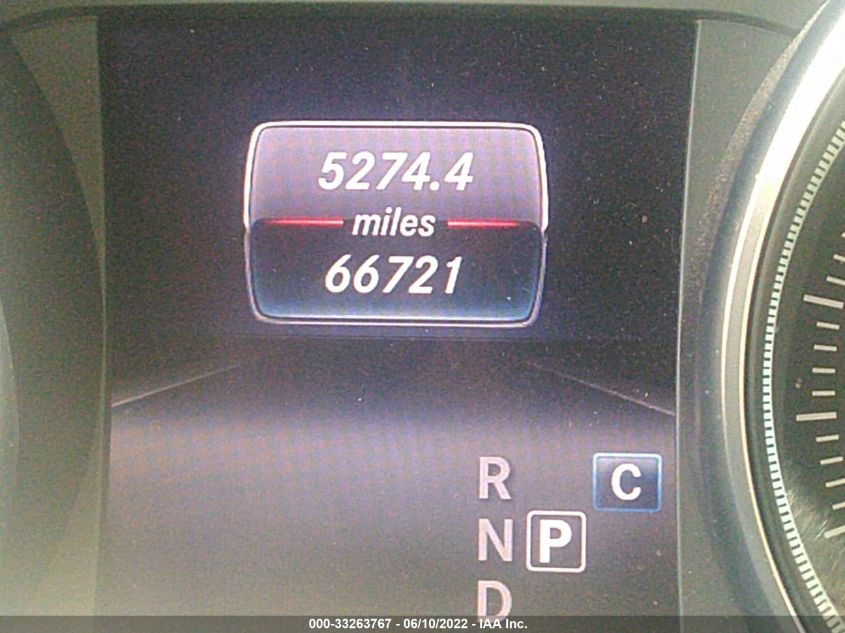 5274.4
miles
66721
R C
N P
D
000-33263767 - 06/10/2022 - IAA Inc.